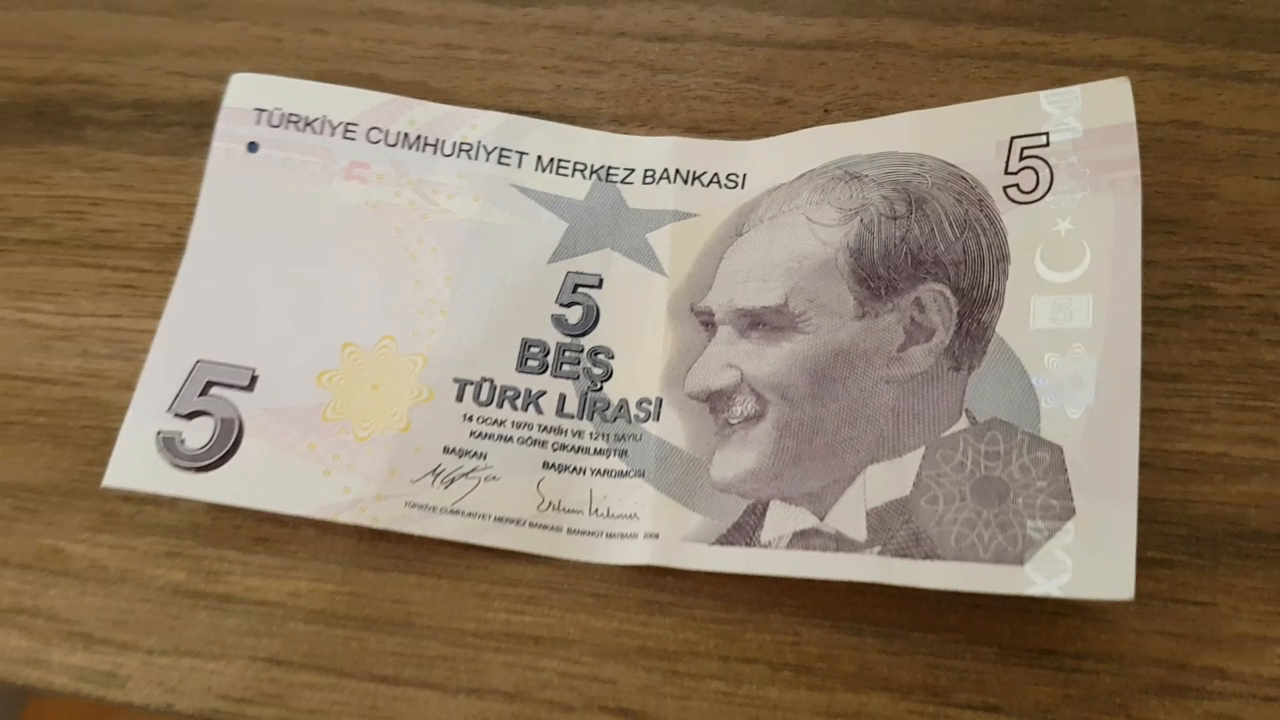 TÜRKİYE CUMHURİYET MERKEZ BANKASI
5
5
5
BEŞ
TÜRK LİRASI
14 OCAK 1970 TARİH VE 1211 SAYILI
KANUNA GÖRE ÇIKARILMIŞTIR.
BAŞKAN
BAŞKAN YARDIMCISI
TÜRKİYE CUMHURİYET MERKEZ BANKASI BANKNOT MATBAASI 2009
5